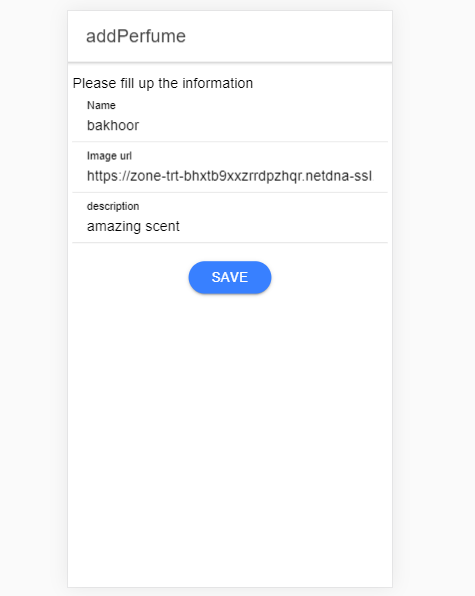 addPerfume
Please fill up the information
Name
bakhoor
Image url
https://zone-trt-bhxtb9xxzrrdpzhqr.netdna-ssl
description
amazing scent
SAVE